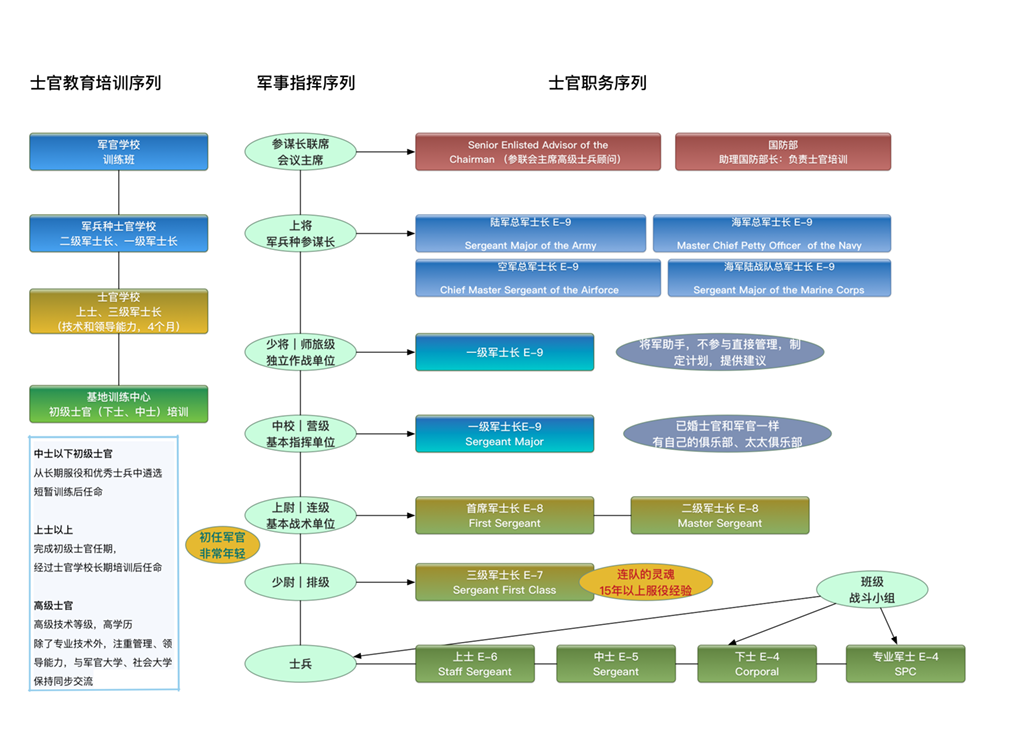 士官教育培训序列
军官学校
训练班
军兵种士官学校
二级军士长、一级军士长
士官学校
上士、三级军士长
（技术和领导能力，4个月）
基地训练中心
初级士官（下士、中士）培训
中士以下初级士官
从长期服役和优秀士兵中遴选
短暂训练后任命
上士以上
完成初级士官任期，
经过士官学校长期培训后任命
高级士官
高级技术等级，高学历
除了专业技术外，注重管理、领
导能力，与军官大学、社会大学
保持同步交流
军事指挥序列
参谋长联席
会议主席
上将
军兵种参谋长
少将｜师旅级
独立作战单位
中校｜营级
基本指挥单位
上尉｜连级
基本战术单位
初任军官
非常年轻
少尉｜排级
士兵
士官职务序列
Senior Enlisted Advisor of the
Chairman （参联会主席高级士兵顾问）
国防部
助理国防部长：负责士官培训
陆军总军士长 E-9
Sergeant Major of the Army
海军总军士长 E-9
Master Chief Petty Officer of the Navy
空军总军士长 E-9
Chief Master Sergeant of the Airforce
海军陆战队总军士长 E-9
Sergeant Major of the Marine Corps
一级军士长 E-9
将军助手，不参与直接管理，制
定计划，提供建议
一级军士长E-9
Sergeant Major
已婚士官和军官一样
有自己的俱乐部、太太俱乐部
首席军士长 E-8
First Sergeant
二级军士长 E-8
Master Sergeant
三级军士长 E-7
Sergeant First Class
连队的灵魂
15年以上服役经验
班级
战斗小组
上士 E-6
Staff Sergeant
中士 E-5
Sergeant
下士 E-4
Corporal
专业军士 E-4
SPC